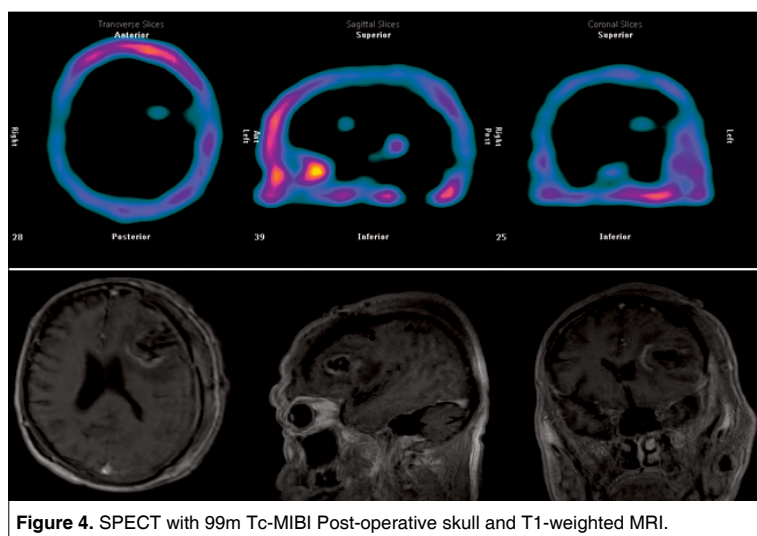 Transverse Slices
Anterior
Right
Left
28
Posterior
Sagittal Slices
Superior
Ant
Post
39
Inferior
Coronal Slices
Superior
Right
Left
25
Inferior
Figure 4. SPECT with 99m Tc-MIBI Post-operative skull and T1-weighted MRI.